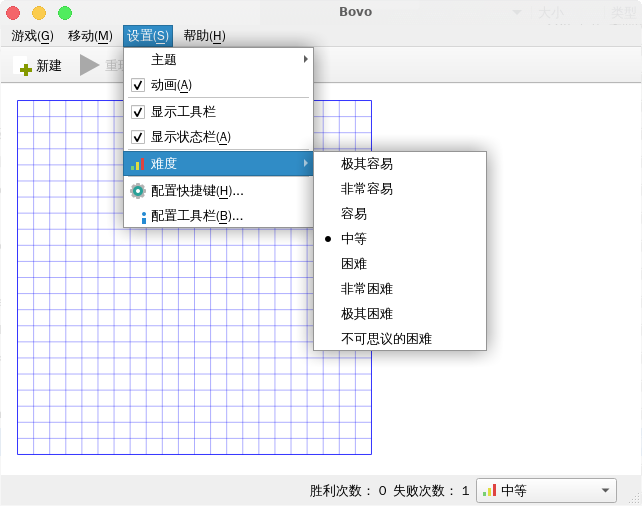 Bovo
大小 类型
游戏(G) 移动(M) 设置(S) 帮助(H)
新建
主题
动画(A)
显示工具栏
显示状态栏(A)
难度
配置快捷键(H)...
配置工具栏(B)...
极其容易
非常容易
容易
中等
困难
非常困难
极其困难
不可思议的困难
胜利次数： 0 失败次数： 1 中等